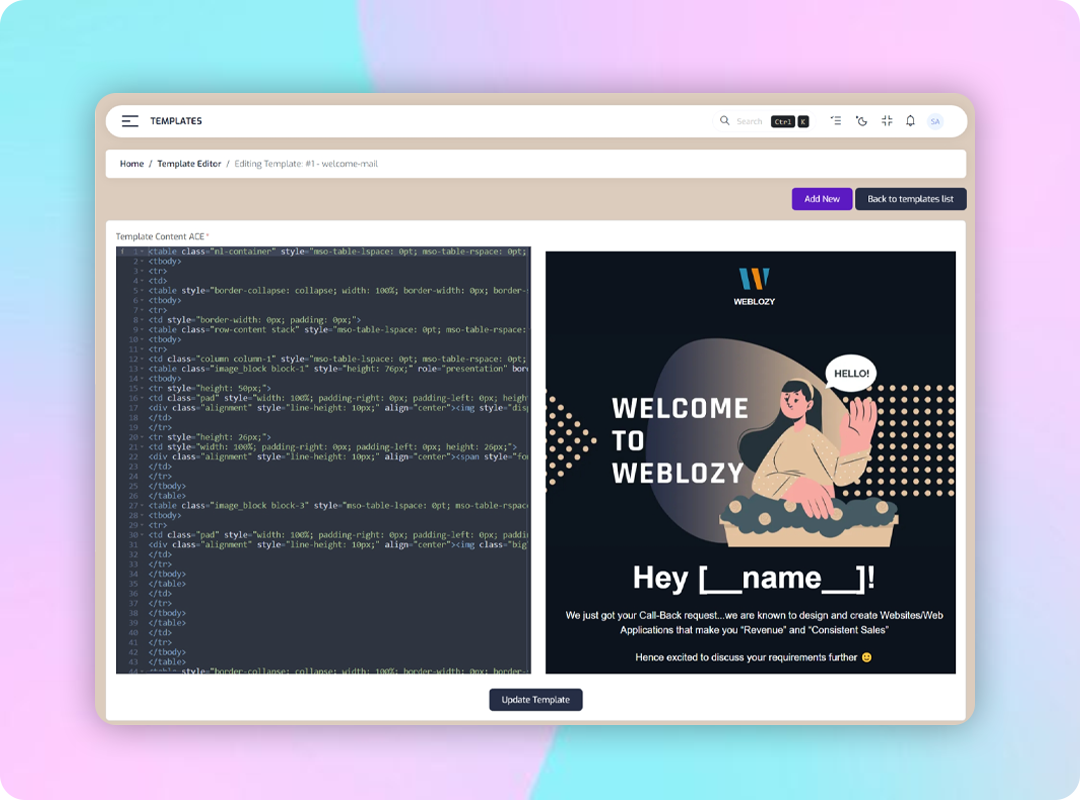 TEMPLATES
Search Ctrl K
SA
Home / Template Editor / Editing Template: #1 - welcome-mail
Add New
Back to templates list
Template Content ACE *
1 <table class="nl-container" style="mso-table-lspace: 0pt; mso-table-rspace: 0pt;
2 <tbody>
3 <tr>
4 <td>
5 <table style="border-collapse: collapse; width: 100%; border-width: 0px; border-
6 <tbody>
7 <tr>
8 <td style="border-width: 0px; padding: 0px;">
9 <table class="row-content stack" style="mso-table-lspace: 0pt; mso-table-rspace:
10 <tbody>
11 <tr>
12 <td class="column column-1" style="mso-table-lspace: 0pt; mso-table-rspace: 0pt;
13 <table class="image_block block-1" style="height: 76px;" role="presentation" bor
14 <tbody>
15 <tr style="height: 50px;">
16 <td class="pad" style="width: 100%; padding-right: 0px; padding-left: 0px; heigh
17 <div class="alignment" style="line-height: 10px;" align="center"><img style="dis
18 </td>
19 </tr>
20 <tr style="height: 26px;">
21 <td style="width: 100%; padding-right: 0px; padding-left: 0px; height: 26px;">
22 <div class="alignment" style="line-height: 10px;" align="center"><span style="fo
23 </td>
24 </tr>
25 </tbody>
26 </table>
27 <table class="image_block block-3" style="mso-table-lspace: 0pt; mso-table-rspac
28 <tbody>
29 <tr>
30 <td class="pad" style="width: 100%; padding-right: 0px; padding-left: 0px; paddi
31 <div class="alignment" style="line-height: 10px;" align="center"><img class="big
32 </td>
33 </tr>
34 </tbody>
35 </table>
36 </td>
37 </tr>
38 </tbody>
39 </table>
40 </td>
41 </tr>
42 </tbody>
43 </table>
44 <table style="border-collapse: collapse; width: 100%; border-width: 0px; border-
Update Template
WEBLOZY
HELLO!
WELCOME
TO
WEBLOZY
Hey [__name__]!
We just got your Call-Back request...we are known to design and create Websites/Web
Applications that make you “Revenue” and “Consistent Sales”
Hence excited to discuss your requirements further 🙂